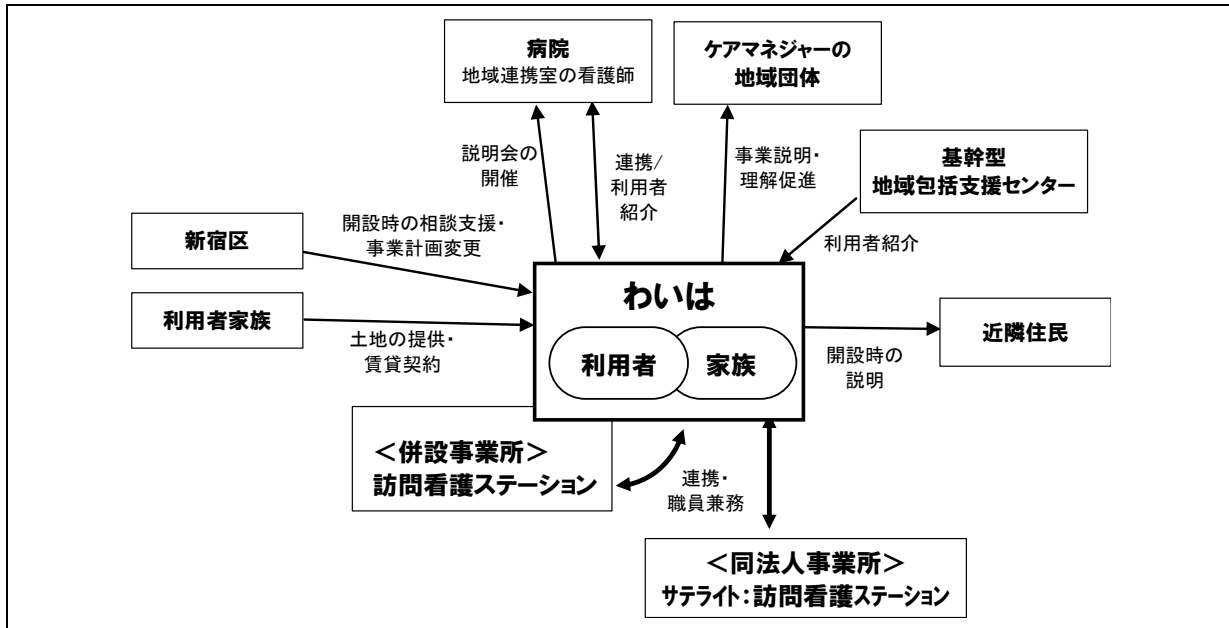 病院
地域連携室の看護師
ケアマネジャーの
地域団体
説明会の
開催
連携/
利用者
紹介
事業説明・
理解促進
基幹型
地域包括支援センター
新宿区
開設時の相談支援・
事業計画変更
利用者紹介
利用者家族
土地の提供・
賃貸契約
わいは
利用者
家族
近隣住民
開設時の
説明
<併設事業所>
訪問看護ステーション
連携・
職員兼務
<同法人事業所>
サテライト:訪問看護ステーション